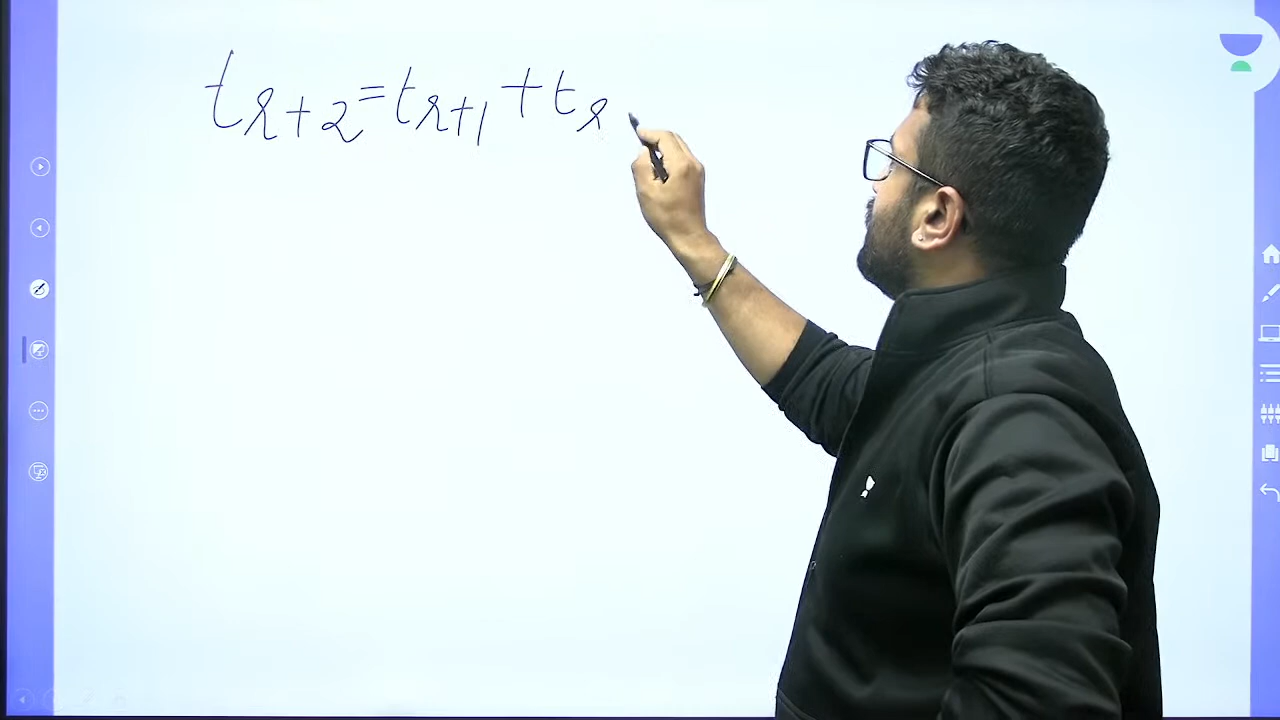 t_{r+2} = t_{r+1} + t_r